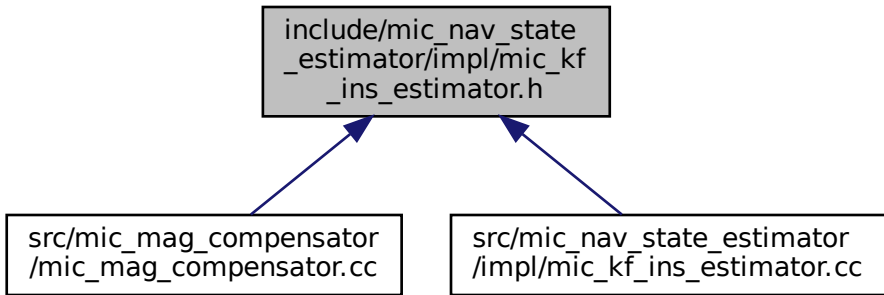 include/mic_nav_state
_estimator/impl/mic_kf
_ins_estimator.h
src/mic_mag_compensator
/mic_mag_compensator.cc
src/mic_nav_state_estimator
/impl/mic_kf_ins_estimator.cc